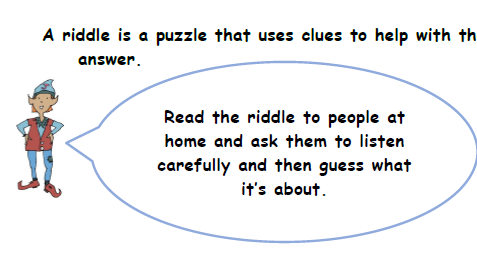 A riddle is a puzzle that uses clues to help with th
answer.
Read the riddle to people at
home and ask them to listen
carefully and then guess what
it's about.